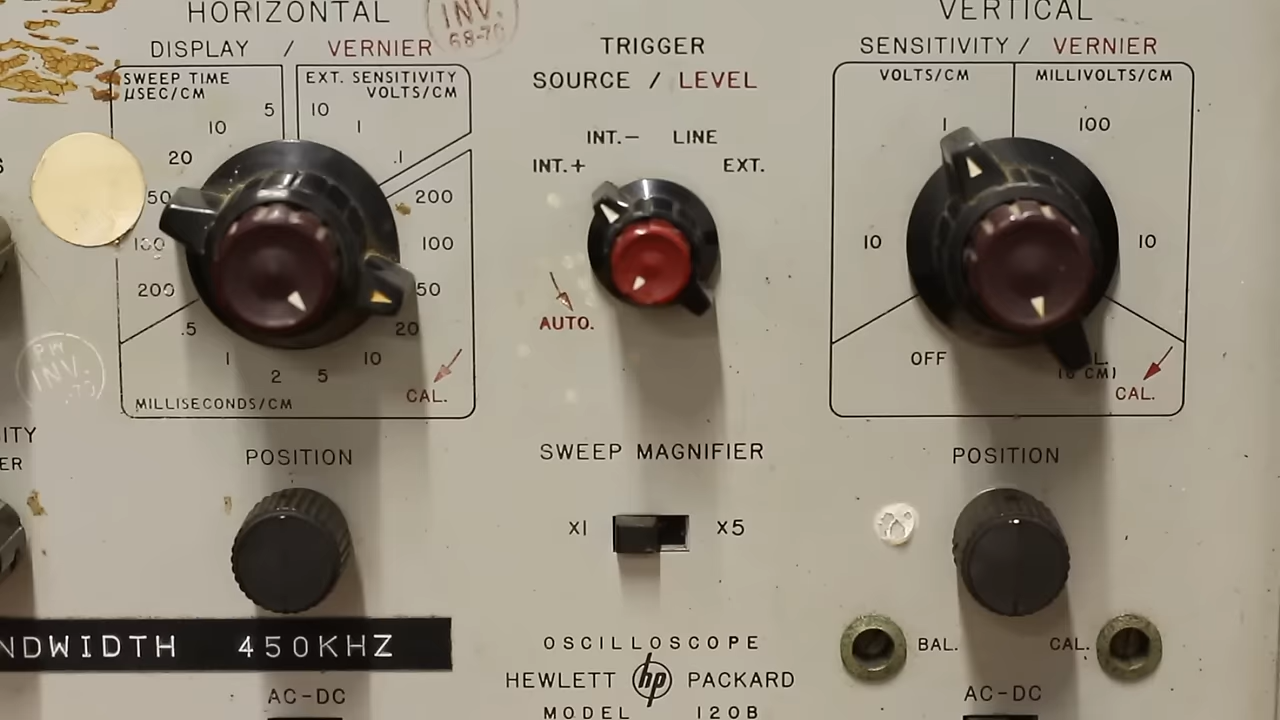 HORIZONTAL
DISPLAY / VERNIER
SWEEP TIME
μSEC/CM
EXT. SENSITIVITY
VOLTS/CM
5
10
20
50
100
200
10
1
.1
200
100
50
20
10
5
2
1
.5
MILLISECONDS/CM
CAL.
INV.
68-70
INV.
POSITION
TRIGGER
SOURCE / LEVEL
INT.- LINE
INT.+ EXT.
AUTO.
SWEEP MAGNIFIER
X1 X5
VERTICAL
SENSITIVITY / VERNIER
VOLTS/CM
MILLIVOLTS/CM
1
100
10
10
OFF
CAL.
POSITION
BAL.
CAL.
AC-DC
NDWIDTH 450KHZ
AC-DC
OSCILLOSCOPE
HEWLETT hp PACKARD
MODEL 120B